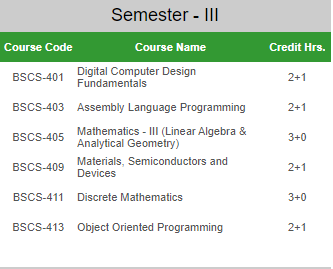 Semester - III
Course Code Course Name Credit Hrs.
BSCS-401 Digital Computer Design 2+1
Fundamentals
BSCS-403 Assembly Language Programming 2+1
BSCS-405 Mathematics - III (Linear Algebra & 3+0
Analytical Geometry)
BSCS-409 Materials, Semiconductors and 2+1
Devices
BSCS-411 Discrete Mathematics 3+0
BSCS-413 Object Oriented Programming 2+1